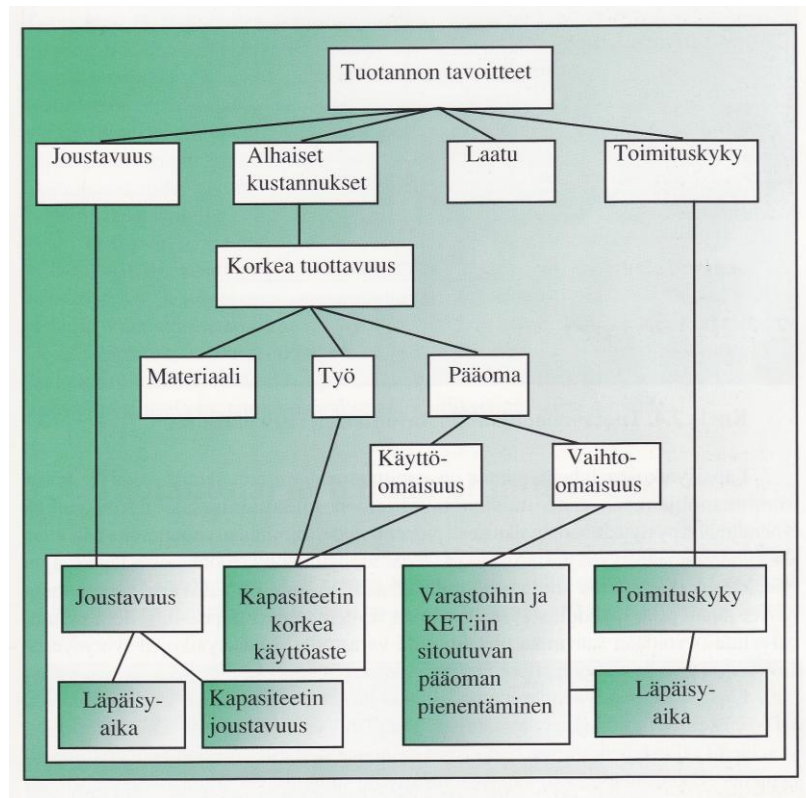 Tuotannon tavoitteet
Joustavuus
Alhaiset
kustannukset
Laatu
Toimituskyky
Korkea tuottavuus
Materiaali
Työ
Pääoma
Käyttö-
omaisuus
Vaihto-
omaisuus
Joustavuus
Kapasiteetin
korkea
käyttöaste
Varastoihin ja
KET:iin
sitoutuvan
pääoman
pienentäminen
Toimituskyky
Läpäisy-
aika
Kapasiteetin
joustavuus
Läpäisy-
aika